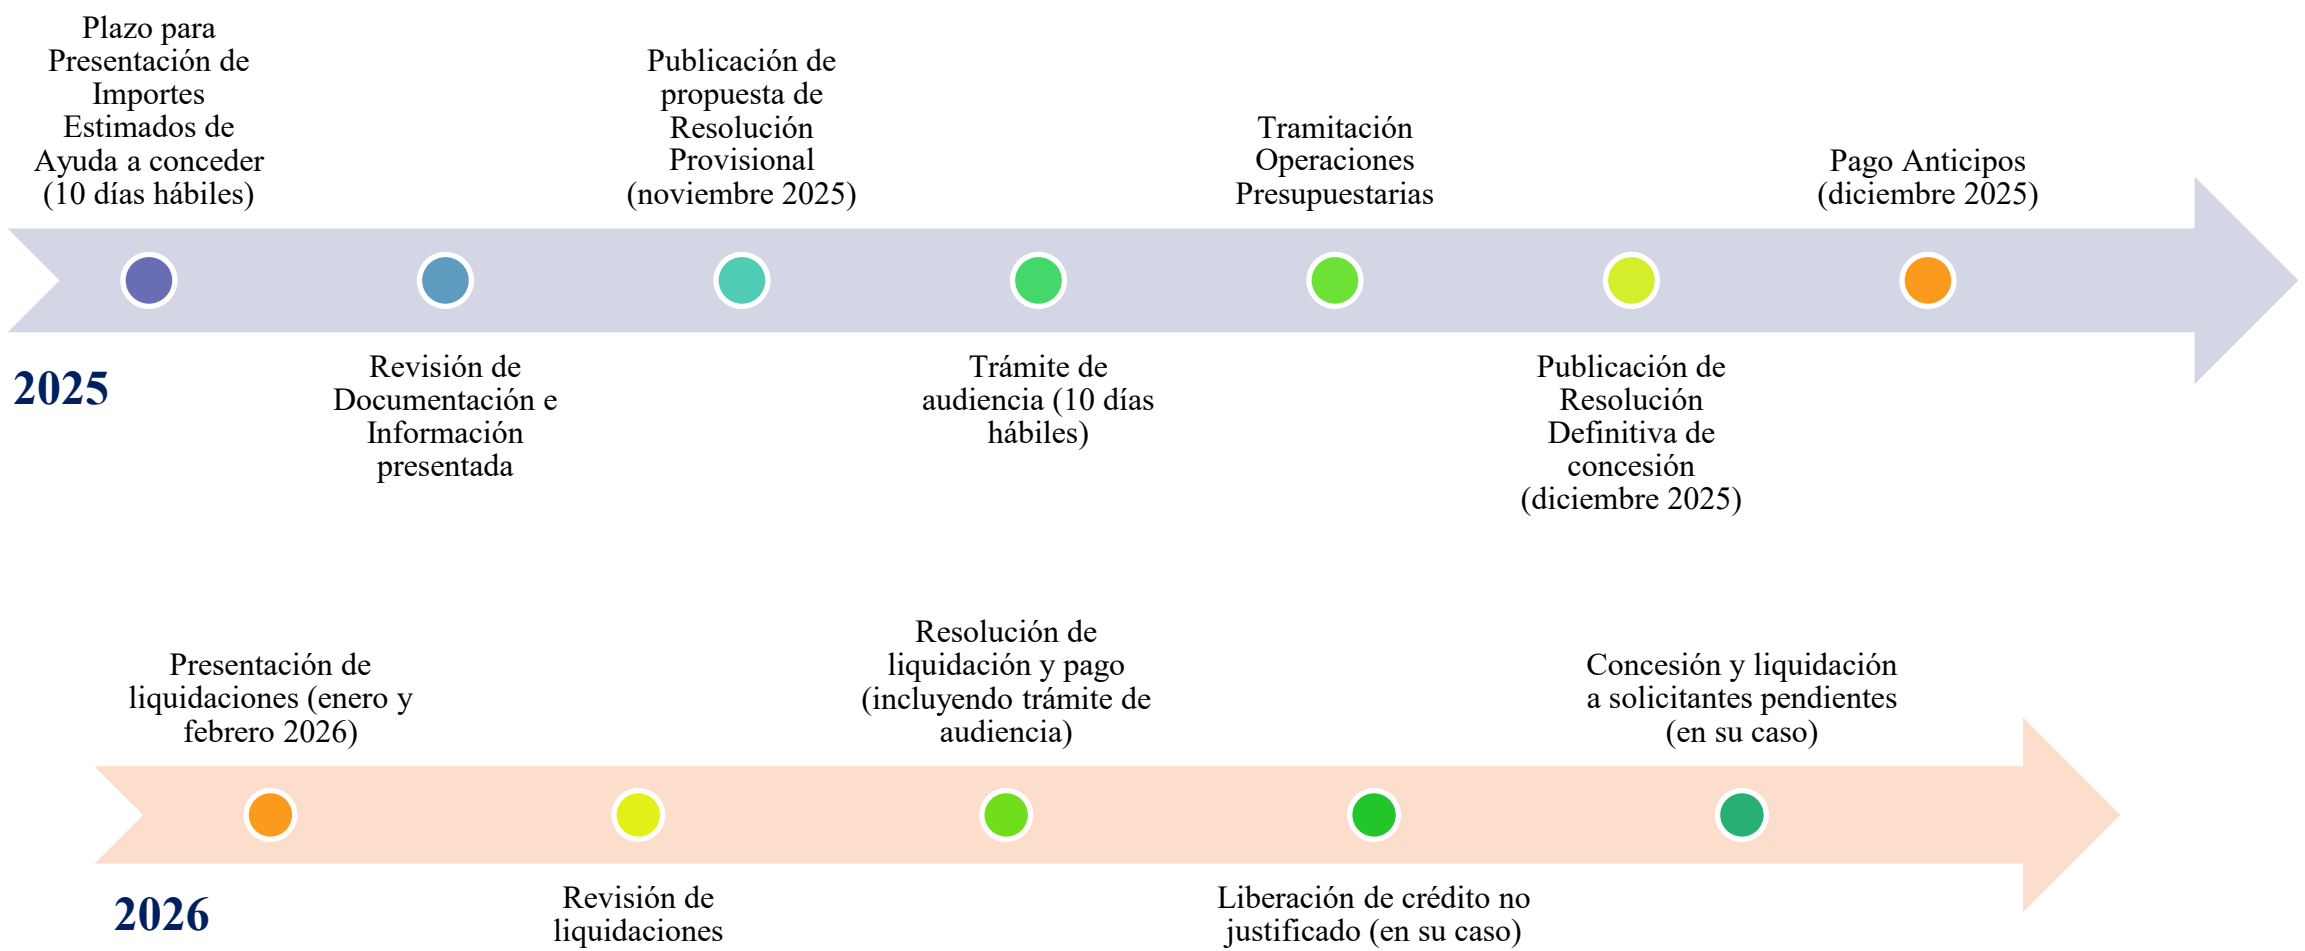 Plazo para
Presentación de
Importes
Estimados de
Ayuda a conceder
(10 días hábiles)
Publicación de
propuesta de
Resolución
Provisional
(noviembre 2025)
Tramitación
Operaciones
Presupuestarias
Pago Anticipos
(diciembre 2025)
2025
Revisión de
Documentación e
Información
presentada
Trámite de
audiencia (10 días
hábiles)
Publicación de
Resolución
Definitiva de
concesión
(diciembre 2025)
Presentación de
liquidaciones (enero y
febrero 2026)
Resolución de
liquidación y pago
(incluyendo trámite de
audiencia)
Concesión y liquidación
a solicitantes pendientes
(en su caso)
2026
Revisión de
liquidaciones
Liberación de crédito no
justificado (en su caso)